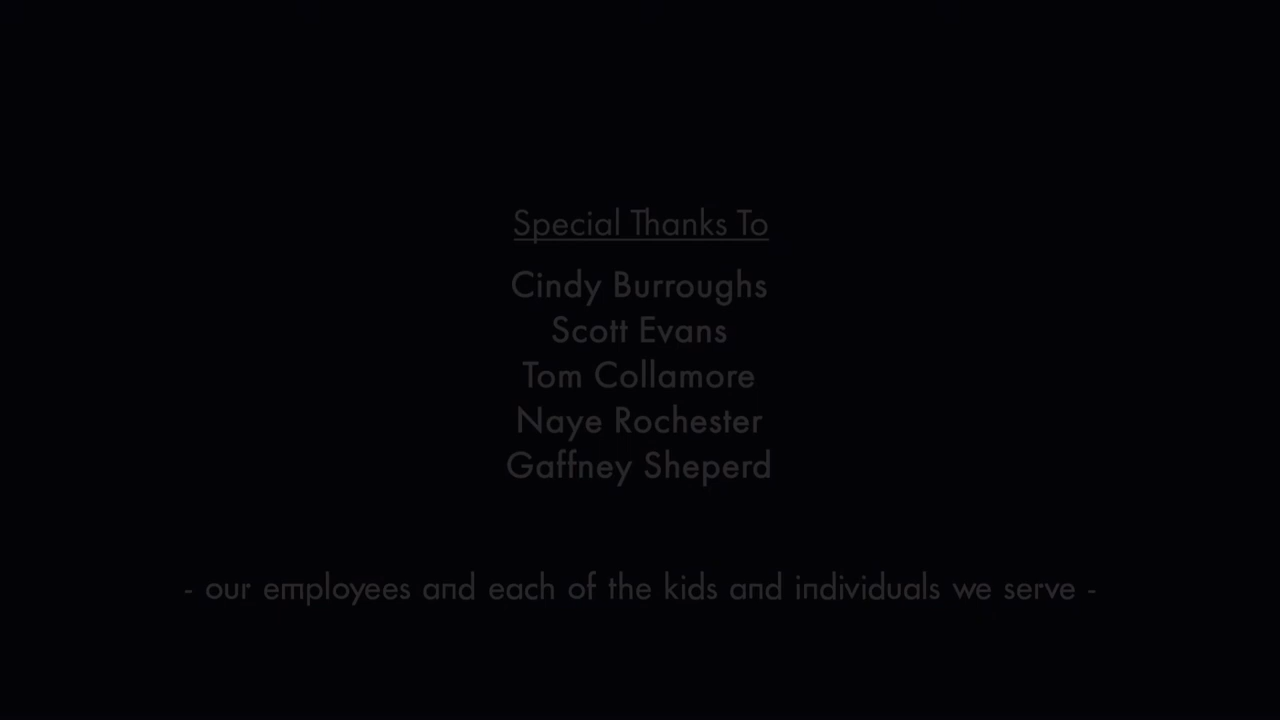 Special Thanks To
Cindy Burroughs
Scott Evans
Tom Collamore
Naye Rochester
Gaffney Sheperd
- our employees and each of the kids and individuals we serve -